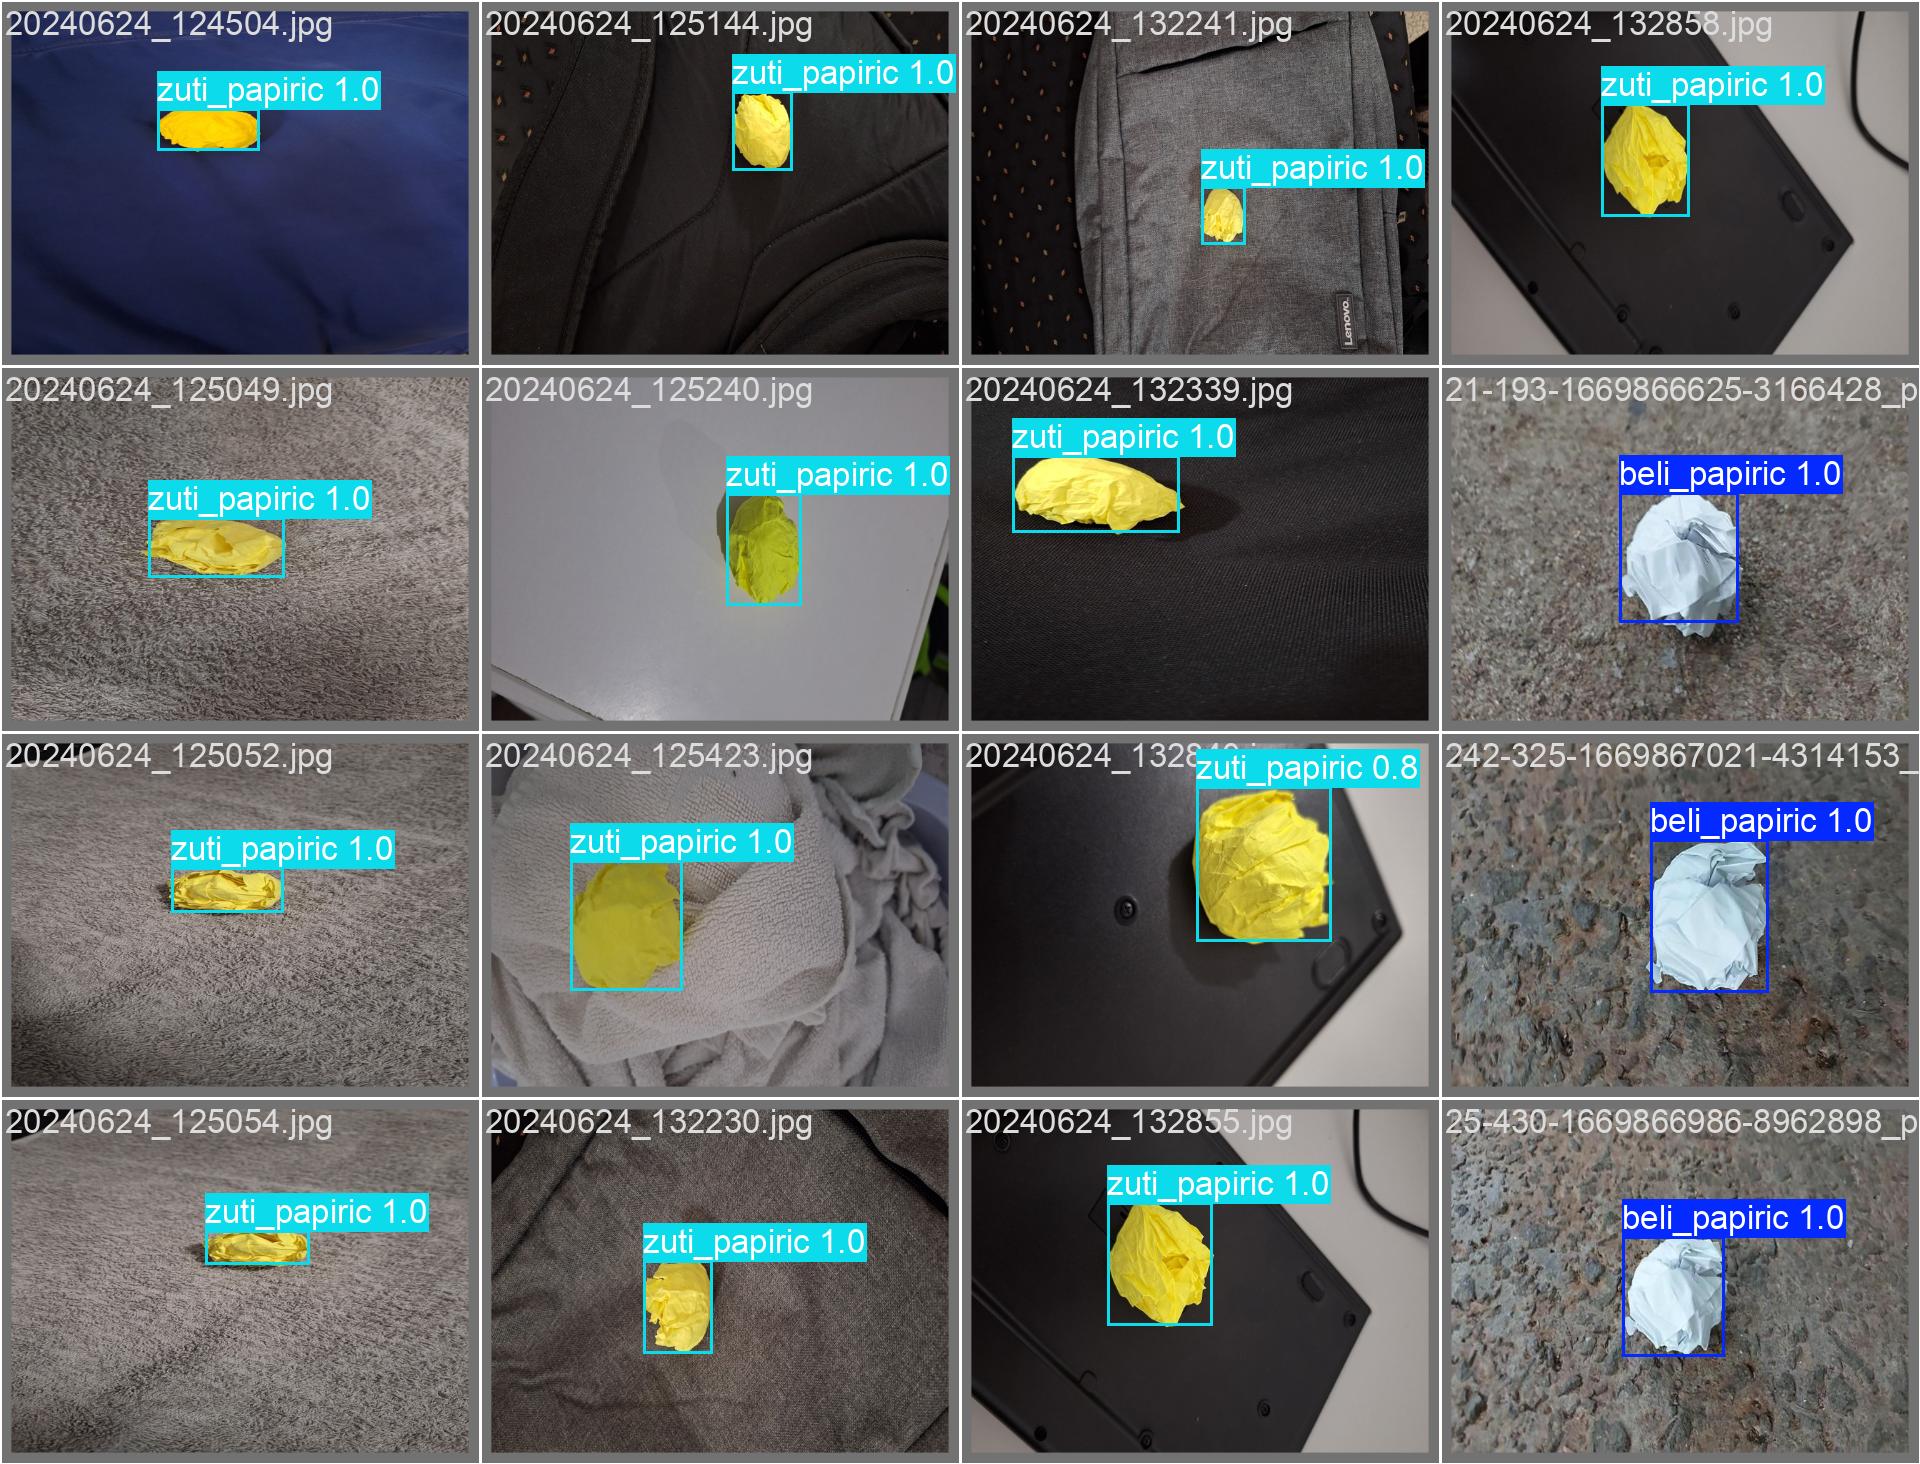 20240624_124504.jpg
zuti_papiric 1.0
20240624_125144.jpg
zuti_papiric 1.0
20240624_132241.jpg
zuti_papiric 1.0
Lenovo.
20240624_132858.jpg
zuti_papiric 1.0
20240624_125049.jpg
zuti_papiric 1.0
20240624_125240.jpg
zuti_papiric 1.0
20240624_132339.jpg
zuti_papiric 1.0
21-193-1669866625-3166428_p
beli_papiric 1.0
20240624_125052.jpg
zuti_papiric 1.0
20240624_125423.jpg
zuti_papiric 1.0
zuti_papiric 0.8
242-325-1669867021-4314153_
beli_papiric 1.0
20240624_125054.jpg
zuti_papiric 1.0
20240624_132230.jpg
zuti_papiric 1.0
20240624_132855.jpg
zuti_papiric 1.0
25-430-1669866986-8962898_p
beli_papiric 1.0